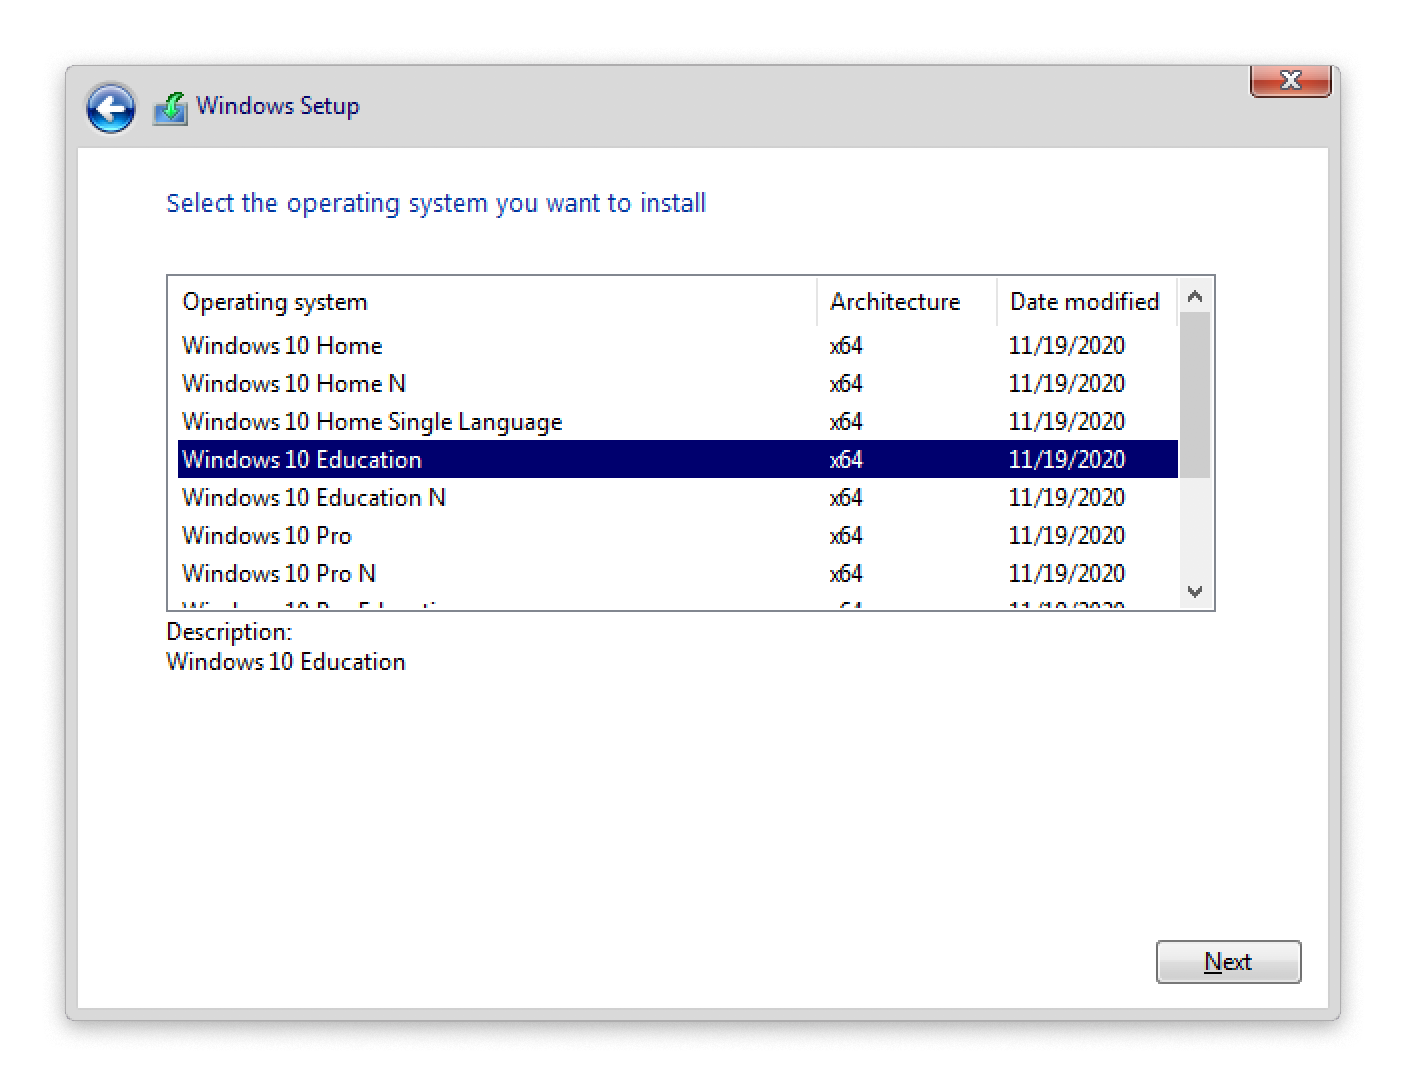 Windows Setup
Select the operating system you want to install
Operating system Architecture Date modified
Windows 10 Home x64 11/19/2020
Windows 10 Home N x64 11/19/2020
Windows 10 Home Single Language x64 11/19/2020
Windows 10 Education x64 11/19/2020
Windows 10 Education N x64 11/19/2020
Windows 10 Pro x64 11/19/2020
Windows 10 Pro N x64 11/19/2020
Description:
Windows 10 Education
Next